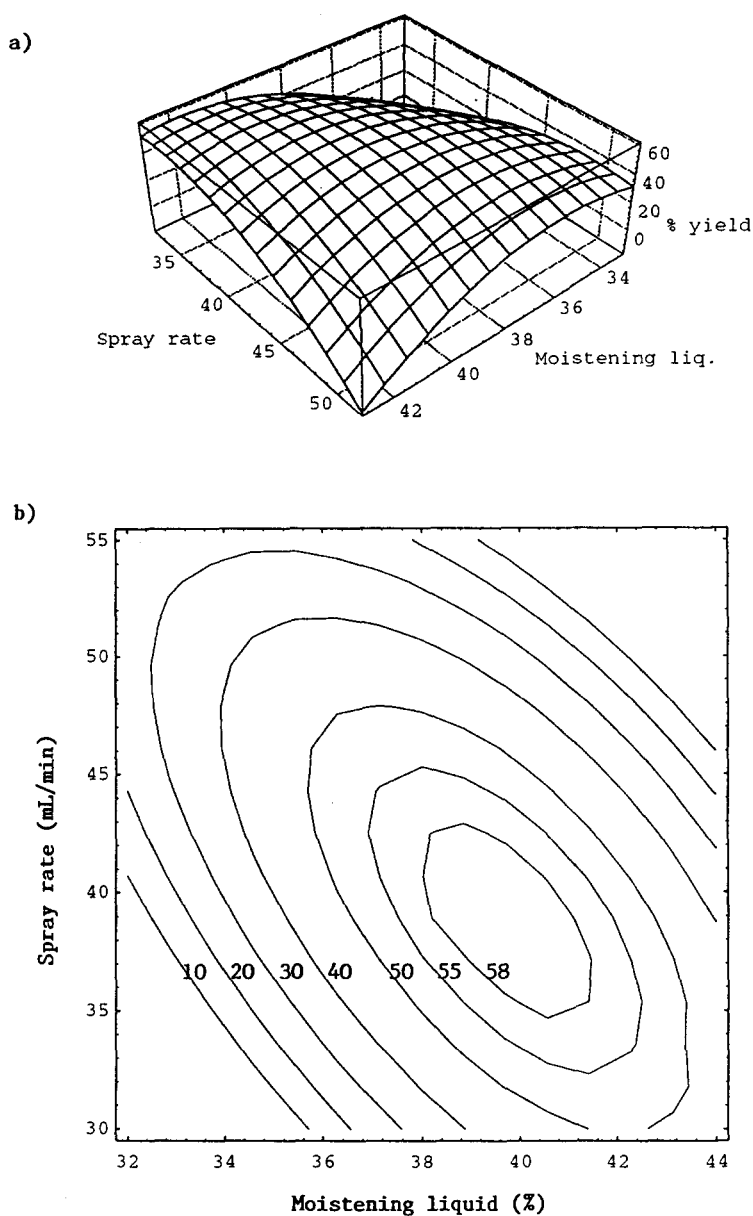 a)
60
40
20
0
% yield
35
40
45
50
Spray rate
34
36
38
40
42
Moistening liq.
b)
55
50
45
40
35
30
Spray rate (mL/min)
10 20 30 40 50 55 58
32 34 36 38 40 42 44
Moistening liquid (%)